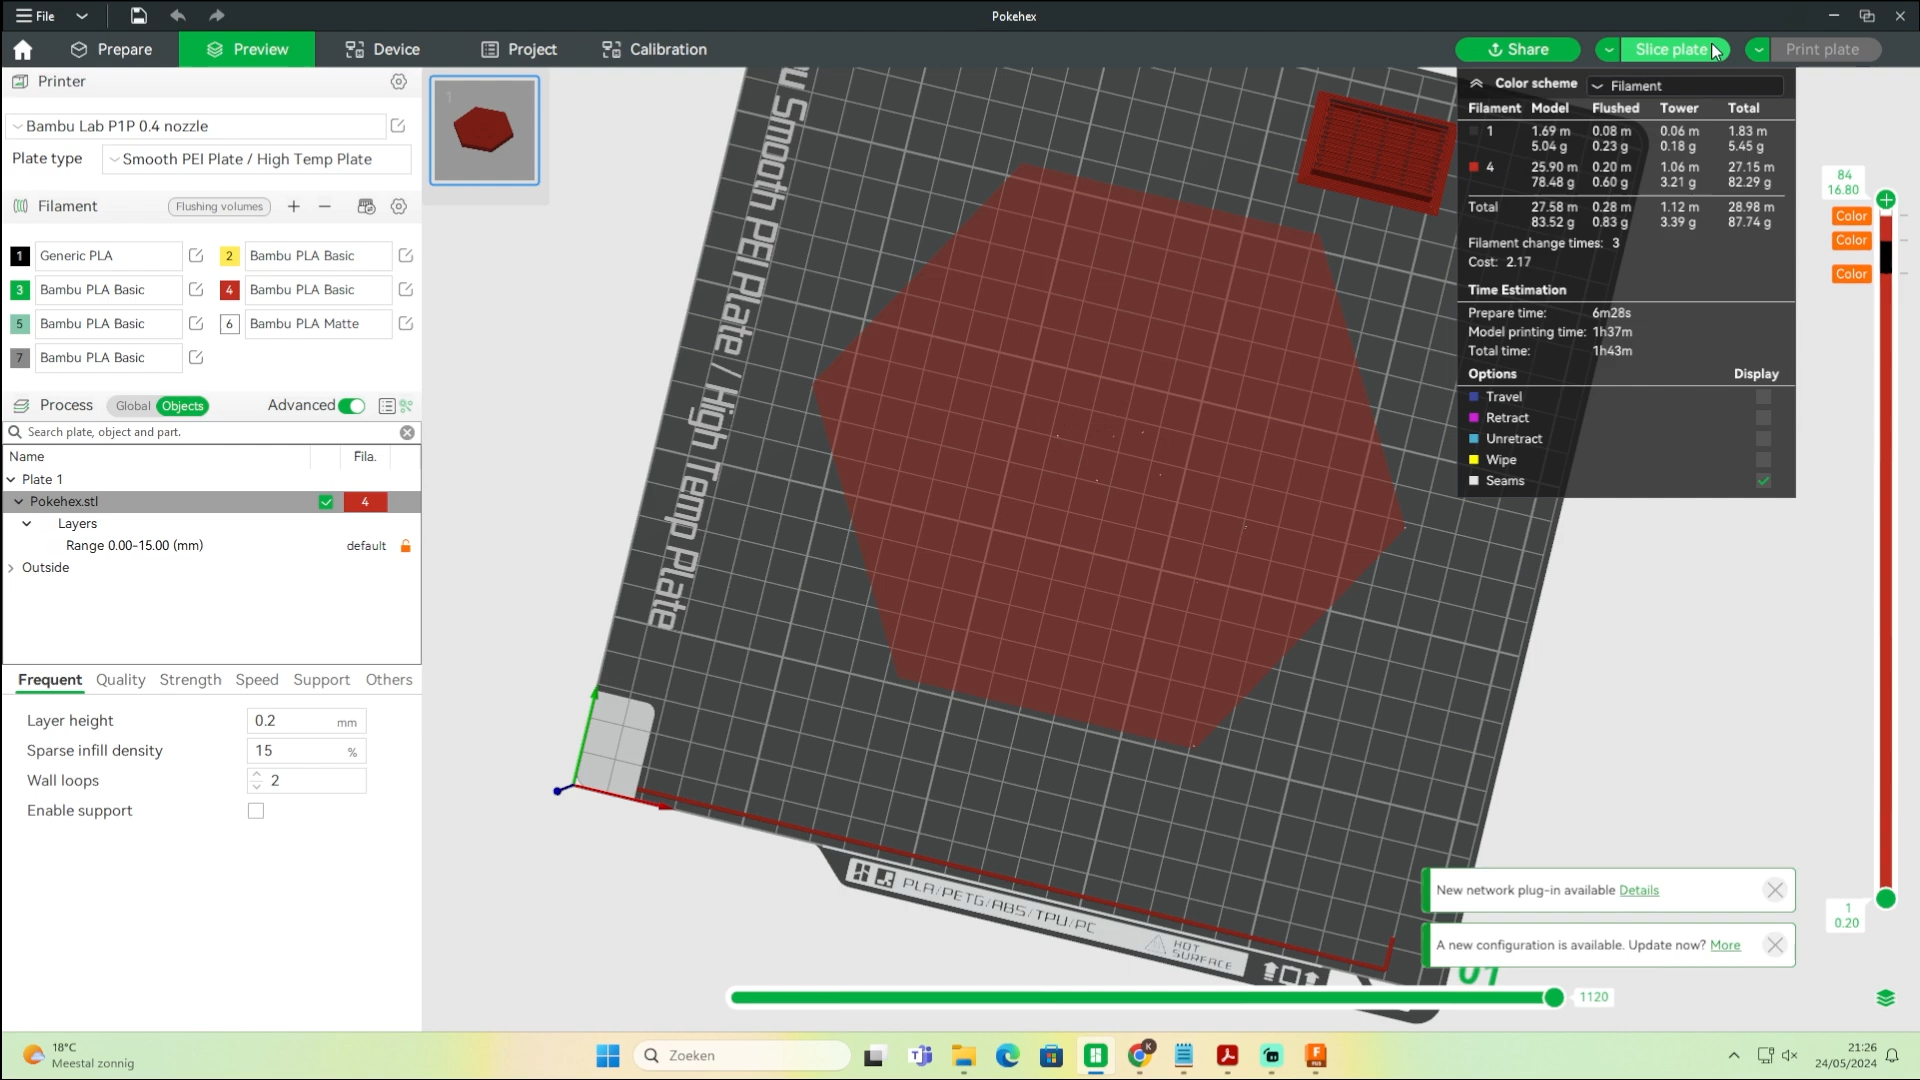 File
Pokehex
Prepare
Preview
Device
Project
Calibration
Share
Slice plate
Print plate
Printer
Bambu Lab P1P 0.4 nozzle
Plate type
Smooth PEI Plate / High Temp Plate
Filament
Flushing volumes
1 Generic PLA
2 Bambu PLA Basic
3 Bambu PLA Basic
4 Bambu PLA Basic
5 Bambu PLA Basic
6 Bambu PLA Matte
7 Bambu PLA Basic
Process
Global
Objects
Advanced
Search plate, object and part.
Name
Fila.
Plate 1
Pokehex.stl
4
Layers
Range 0.00-15.00 (mm)
default
Outside
Frequent
Quality
Strength
Speed
Support
Others
Layer height
0.2 mm
Sparse infill density
15 %
Wall loops
2
Enable support
1
Smooth PEI Plate / High Temp Plate
PLA/PETG/ABS/TPU/PC
HOT
SURFACE
01
Color scheme
Filament
Filament Model Flushed Tower Total
1 1.69 m 0.08 m 0.06 m 1.83 m
5.04 g 0.23 g 0.18 g 5.45 g
4 25.90 m 0.20 m 1.06 m 27.15 m
78.48 g 0.60 g 3.21 g 82.29 g
Total 27.58 m 0.28 m 1.12 m 28.98 m
83.52 g 0.83 g 3.39 g 87.74 g
Filament change times: 3
Cost: 2.17
Time Estimation
Prepare time: 6m28s
Model printing time: 1h37m
Total time: 1h43m
Options
Display
Travel
Retract
Unretract
Wipe
Seams
84
16.80
Color
Color
Color
1
0.20
New network plug-in available Details
A new configuration is available. Update now? More
1120
18°C
Meestal zonnig
Zoeken
K
21:26
24/05/2024